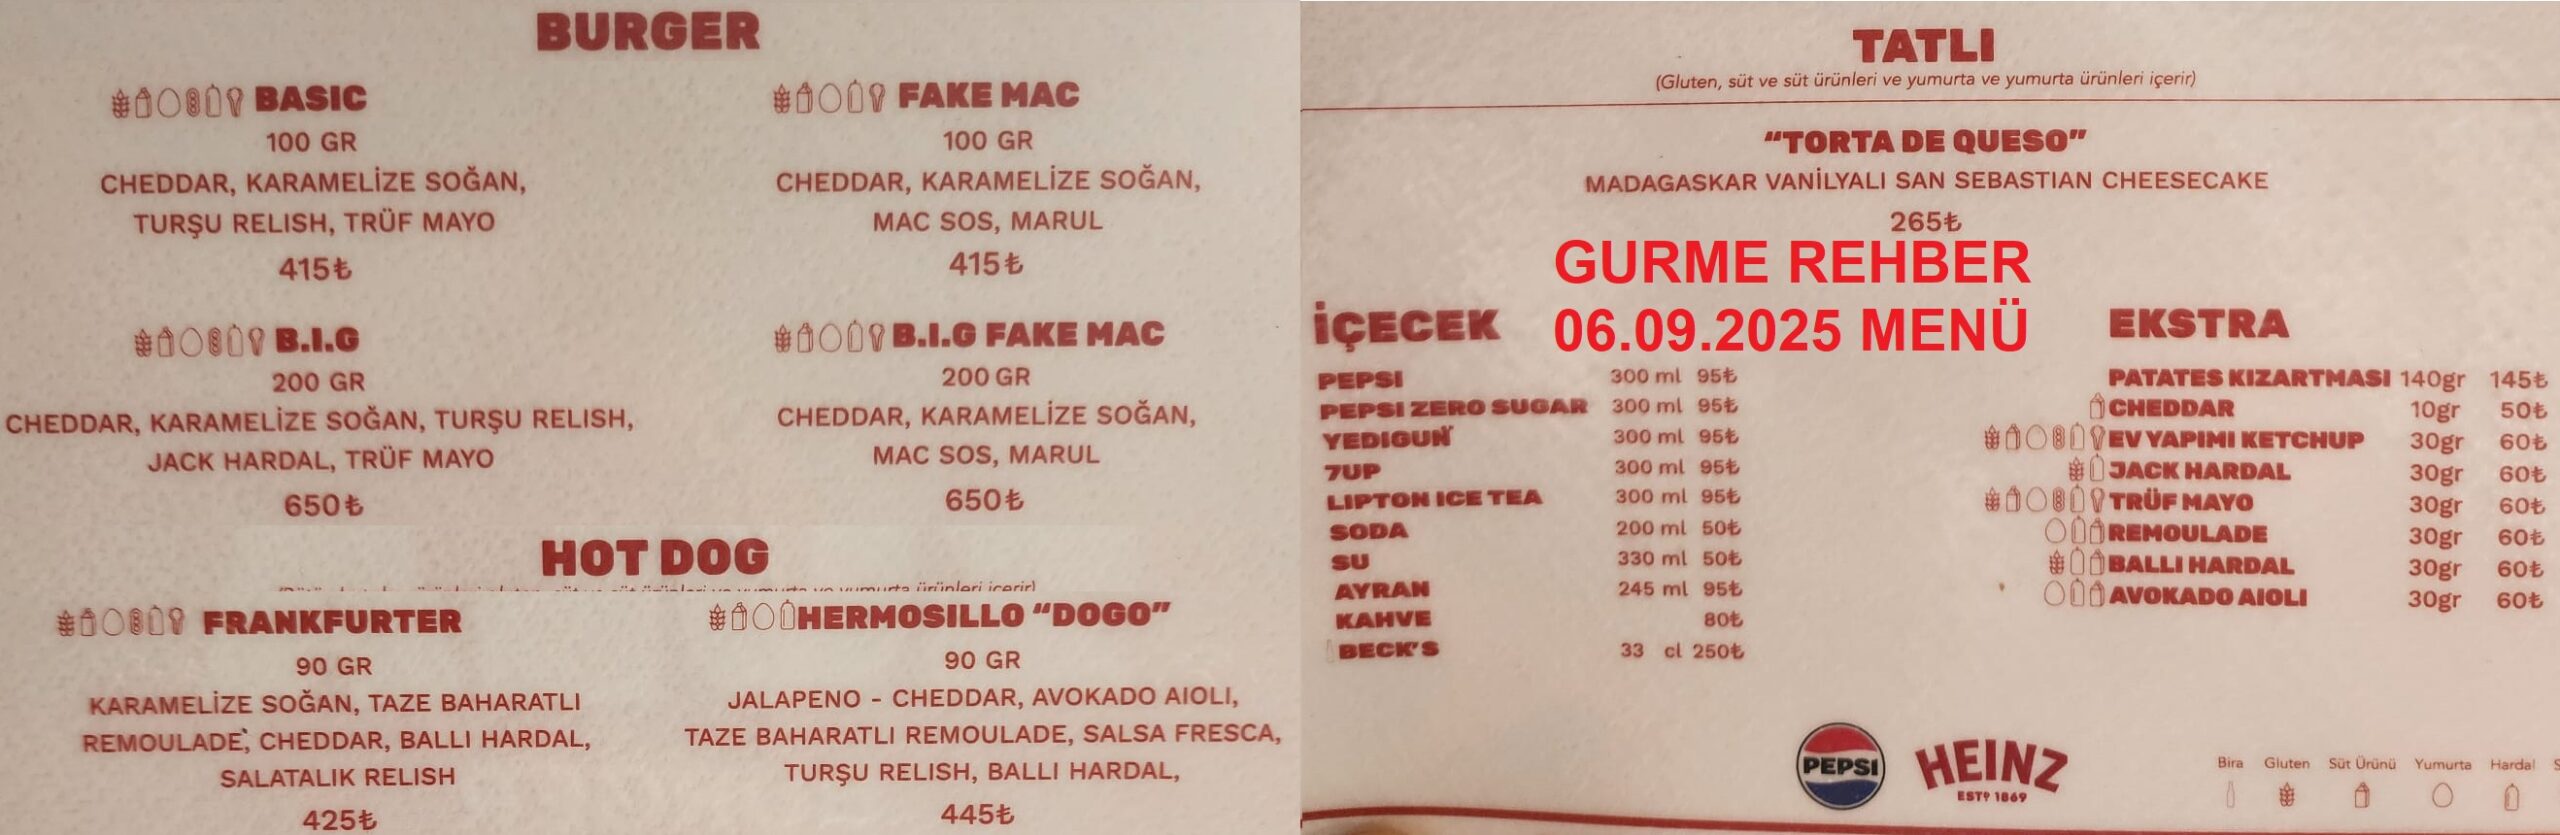 BURGER
BASIC
100 GR
CHEDDAR, KARAMELİZE SOĞAN,
TURŞU RELISH, TRÜF MAYO
415₺
FAKE MAC
100 GR
CHEDDAR, KARAMELİZE SOĞAN,
MAC SOS, MARUL
415₺
B.I.G
200 GR
CHEDDAR, KARAMELİZE SOĞAN, TURŞU RELISH,
JACK HARDAL, TRÜF MAYO
650₺
B.I.G FAKE MAC
200 GR
CHEDDAR, KARAMELİZE SOĞAN,
MAC SOS, MARUL
650₺
HOT DOG
ve yumurta ürünleri içerir)
FRANKFURTER
90 GR
KARAMELİZE SOĞAN, TAZE BAHARATLI
REMOULADE, CHEDDAR, BALLI HARDAL,
SALATALIK RELISH
425₺
HERMOSILLO “DOGO”
90 GR
JALAPENO - CHEDDAR, AVOKADO AIOLI,
TAZE BAHARATLI REMOULADE, SALSA FRESCA,
TURŞU RELISH, BALLI HARDAL,
445₺
TATLI
(Gluten, süt ve süt ürünleri ve yumurta ve yumurta ürünleri içerir)
“TORTA DE QUESO”
MADAGASKAR VANİLYALI SAN SEBASTIAN CHEESECAKE
265₺
GURME REHBER
06.09.2025 MENÜ
İÇECEK
PEPSI 300 ml 95₺
PEPSI ZERO SUGAR 300 ml 95₺
YEDIGUN 300 ml 95₺
7UP 300 ml 95₺
LIPTON ICE TEA 300 ml 95₺
SODA 200 ml 50₺
SU 330 ml 50₺
AYRAN 245 ml 95₺
KAHVE 80₺
BECK'S 33 cl 250₺
EKSTRA
PATATES KIZARTMASI 140gr 145₺
CHEDDAR 10gr 50₺
EV YAPIMI KETCHUP 30gr 60₺
JACK HARDAL 30gr 60₺
TRÜF MAYO 30gr 60₺
REMOULADE 30gr 60₺
BALLI HARDAL 30gr 60₺
AVOKADO AIOLI 30gr 60₺
PEPSI
HEINZ
ESTD 1869
Bira Gluten Süt Ürünü Yumurta Hardal